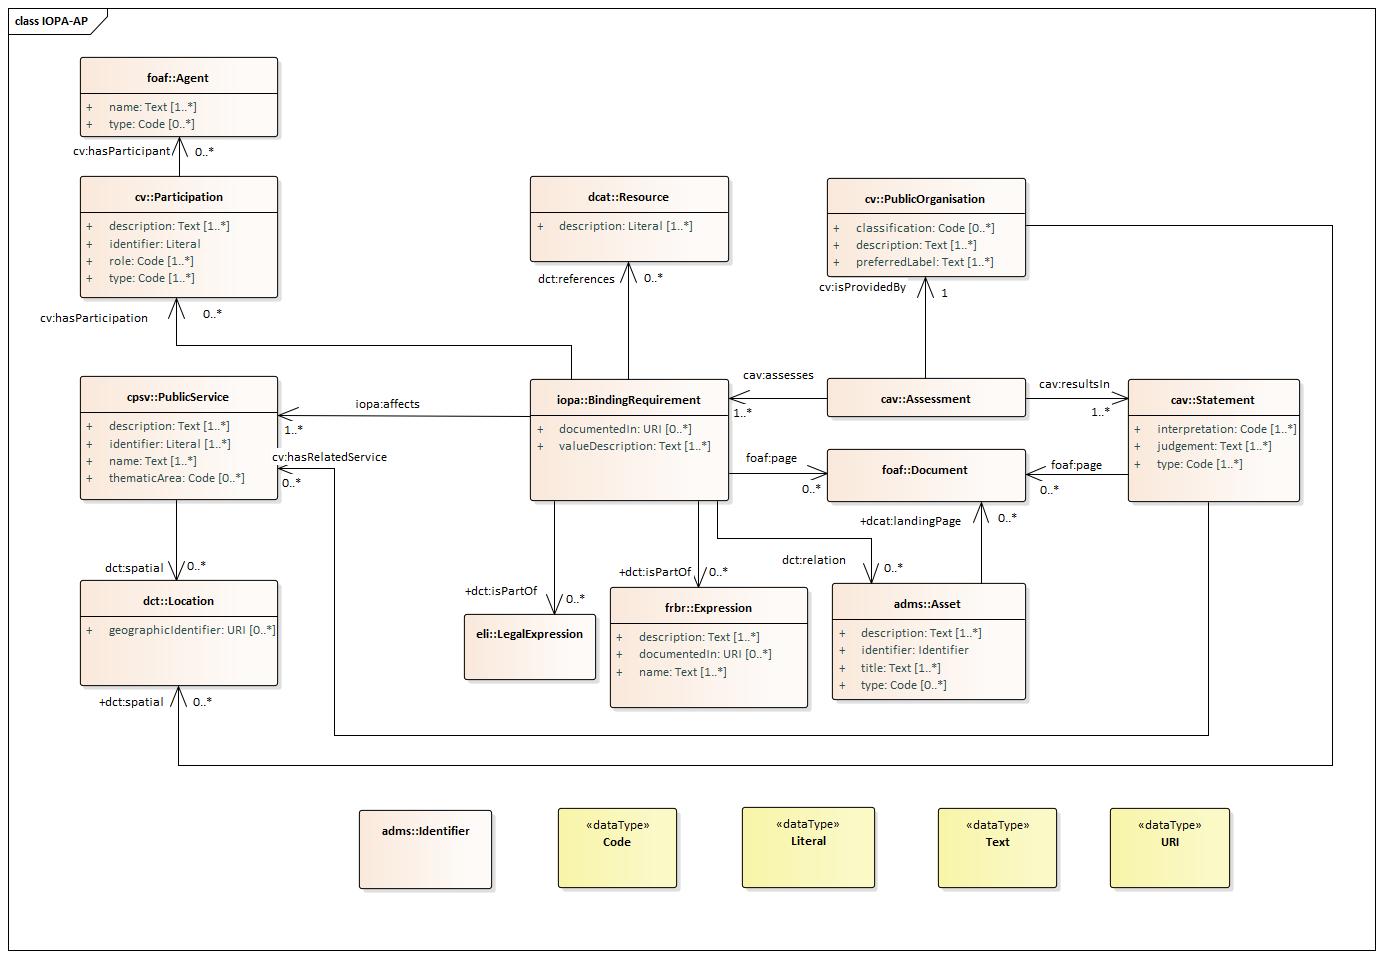 class IOPA-AP
foaf::Agent
+ name: Text [1..*]
+ type: Code [0..*]
cv:hasParticipant
0..*
cv::Participation
+ description: Text [1..*]
+ identifier: Literal
+ role: Code [1..*]
+ type: Code [1..*]
cv:hasParticipation
0..*
dcat::Resource
+ description: Literal [1..*]
dct:references
0..*
cv::PublicOrganisation
+ classification: Code [0..*]
+ description: Text [1..*]
+ preferredLabel: Text [1..*]
cv:isProvidedBy
1
cpsv::PublicService
+ description: Text [1..*]
+ identifier: Literal [1..*]
+ name: Text [1..*]
+ thematicArea: Code [0..*]
iopa:affects
1..*
cv:hasRelatedService
0..*
iopa::BindingRequirement
+ documentedIn: URI [0..*]
+ valueDescription: Text [1..*]
cav:assesses
1..*
cav::Assessment
cav:resultsIn
1..*
cav::Statement
+ interpretation: Code [1..*]
+ judgement: Text [1..*]
+ type: Code [1..*]
foaf:page
0..*
foaf::Document
foaf:page
0..*
+dcat:landingPage
0..*
dct:spatial
0..*
dct::Location
+ geographicIdentifier: URI [0..*]
+dct:spatial
0..*
+dct:isPartOf
0..*
eli::LegalExpression
+dct:isPartOf
0..*
frbr::Expression
+ description: Text [1..*]
+ documentedIn: URI [0..*]
+ name: Text [1..*]
dct:relation
0..*
adms::Asset
+ description: Text [1..*]
+ identifier: Identifier
+ title: Text [1..*]
+ type: Code [0..*]
adms::Identifier
«dataType»
Code
«dataType»
Literal
«dataType»
Text
«dataType»
URI